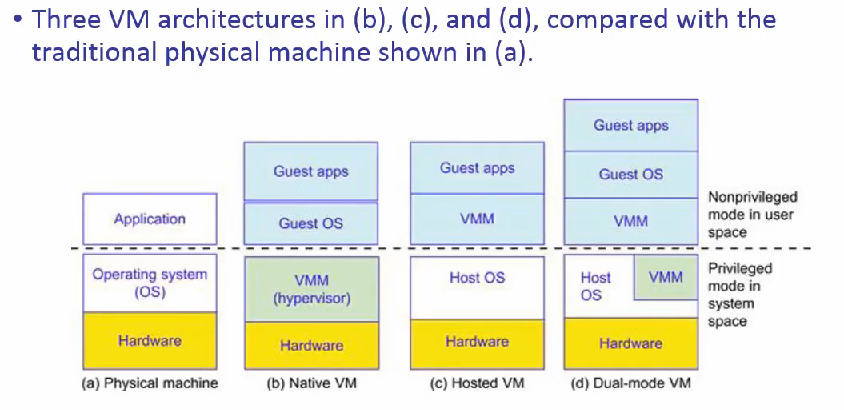 • Three VM architectures in (b), (c), and (d), compared with the
traditional physical machine shown in (a).
Application
Operating system
(OS)
Hardware
(a) Physical machine
Guest apps
Guest OS
VMM
(hypervisor)
Hardware
(b) Native VM
Guest apps
VMM
Host OS
Hardware
(c) Hosted VM
Guest apps
Guest OS
VMM
Host
OS
VMM
Hardware
(d) Dual-mode VM
Nonprivileged
mode in user
space
Privileged
mode in
system
space